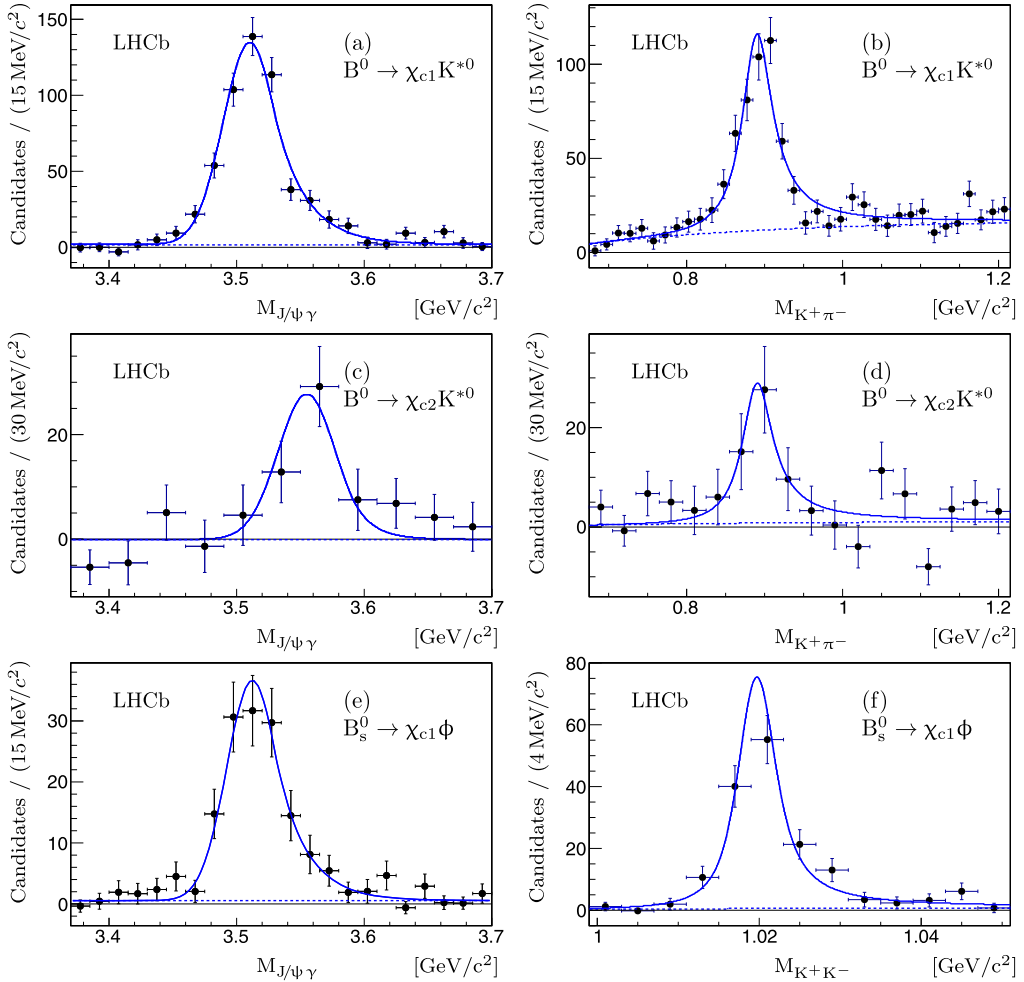 Candidates / (15 MeV/c²)
150
100
50
0
LHCb
(a)
B⁰ → χc1K*⁰
3.4
3.5
3.6
3.7
M J/ψ γ
[GeV/c²]
Candidates / (15 MeV/c²)
100
50
0
LHCb
(b)
B⁰ → χc1K*⁰
0.8
1
1.2
M K⁺π⁻
[GeV/c²]
Candidates / (30 MeV/c²)
20
0
LHCb
(c)
B⁰ → χc2K*⁰
3.4
3.5
3.6
3.7
M J/ψ γ
[GeV/c²]
Candidates / (30 MeV/c²)
20
0
LHCb
(d)
B⁰ → χc2K*⁰
0.8
1
1.2
M K⁺π⁻
[GeV/c²]
Candidates / (15 MeV/c²)
30
20
10
0
LHCb
(e)
B⁰s → χc1ϕ
3.4
3.5
3.6
3.7
M J/ψ γ
[GeV/c²]
Candidates / (4 MeV/c²)
80
60
40
20
0
LHCb
(f)
B⁰s → χc1ϕ
1
1.02
1.04
M K⁺K⁻
[GeV/c²]